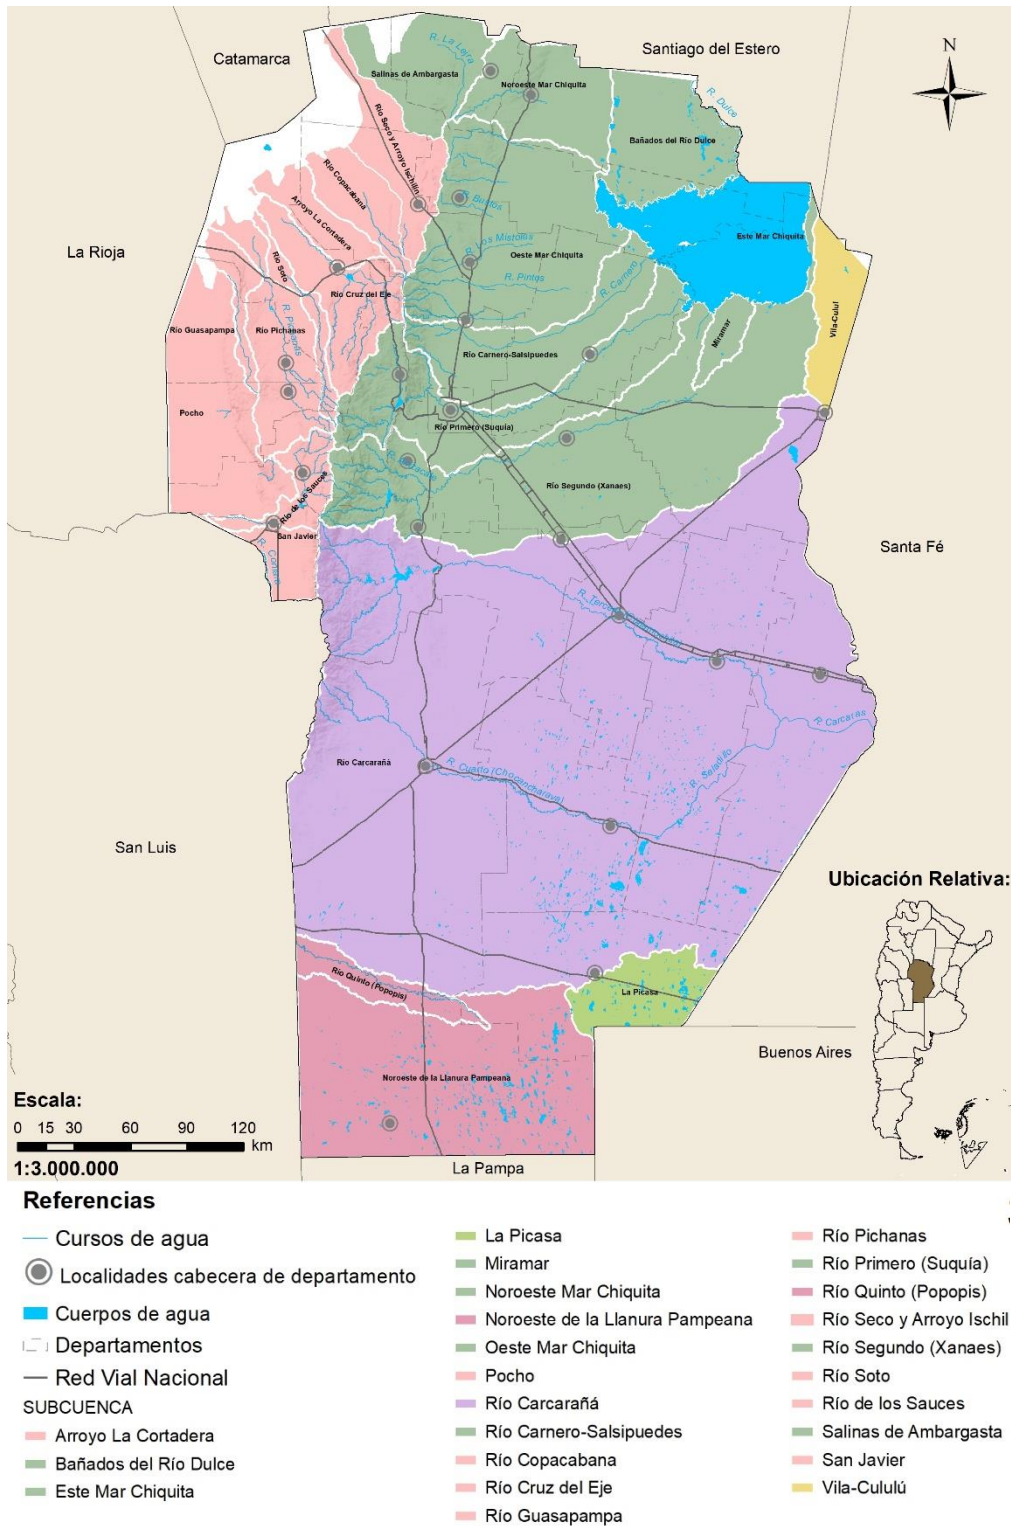 Catamarca
Santiago del Estero
N
R. La Leira
Salinas de Ambargasta
Noroeste Mar Chiquita
R. Dulce
Río Seco y Arroyo Ischilín
Bañados del Río Dulce
Río Copacabana
Arroyo La Cortadera
Este Mar Chiquita
La Rioja
R. Los Mistoles
Oeste Mar Chiquita
Río Soto
R. Pintos
R. Carnero
Río Cruz del Eje
Río Guasapampa
Río Pichanas
R. Pichanas
Miramar
Vila-Culul
Río Carnero-Salsipuedes
Pocho
Río Primero (Suquía)
Río de los Sauces
Río Segundo (Xanaes)
San Javier
Santa Fé
R. Tercero
R. Carcarañ
Río Carcarañá
R. Cuarto (Chocancharava)
R. Saladillo
San Luis
Ubicación Relativa:
Río Quinto (Popopis)
La Picasa
Buenos Aires
Noroeste de la Llanura Pampeana
Escala:
0 15 30 60 90 120
km
1:3.000.000
La Pampa
Referencias
Cursos de agua
Localidades cabecera de departamento
Cuerpos de agua
Departamentos
Red Vial Nacional
SUBCUENCA
Arroyo La Cortadera
Bañados del Río Dulce
Este Mar Chiquita
La Picasa
Miramar
Noroeste Mar Chiquita
Noroeste de la Llanura Pampeana
Oeste Mar Chiquita
Pocho
Río Carcarañá
Río Carnero-Salsipuedes
Río Copacabana
Río Cruz del Eje
Río Guasapampa
Río Pichanas
Río Primero (Suquía)
Río Quinto (Popopis)
Río Seco y Arroyo Ischil
Río Segundo (Xanaes)
Río Soto
Río de los Sauces
Salinas de Ambargasta
San Javier
Vila-Cululú